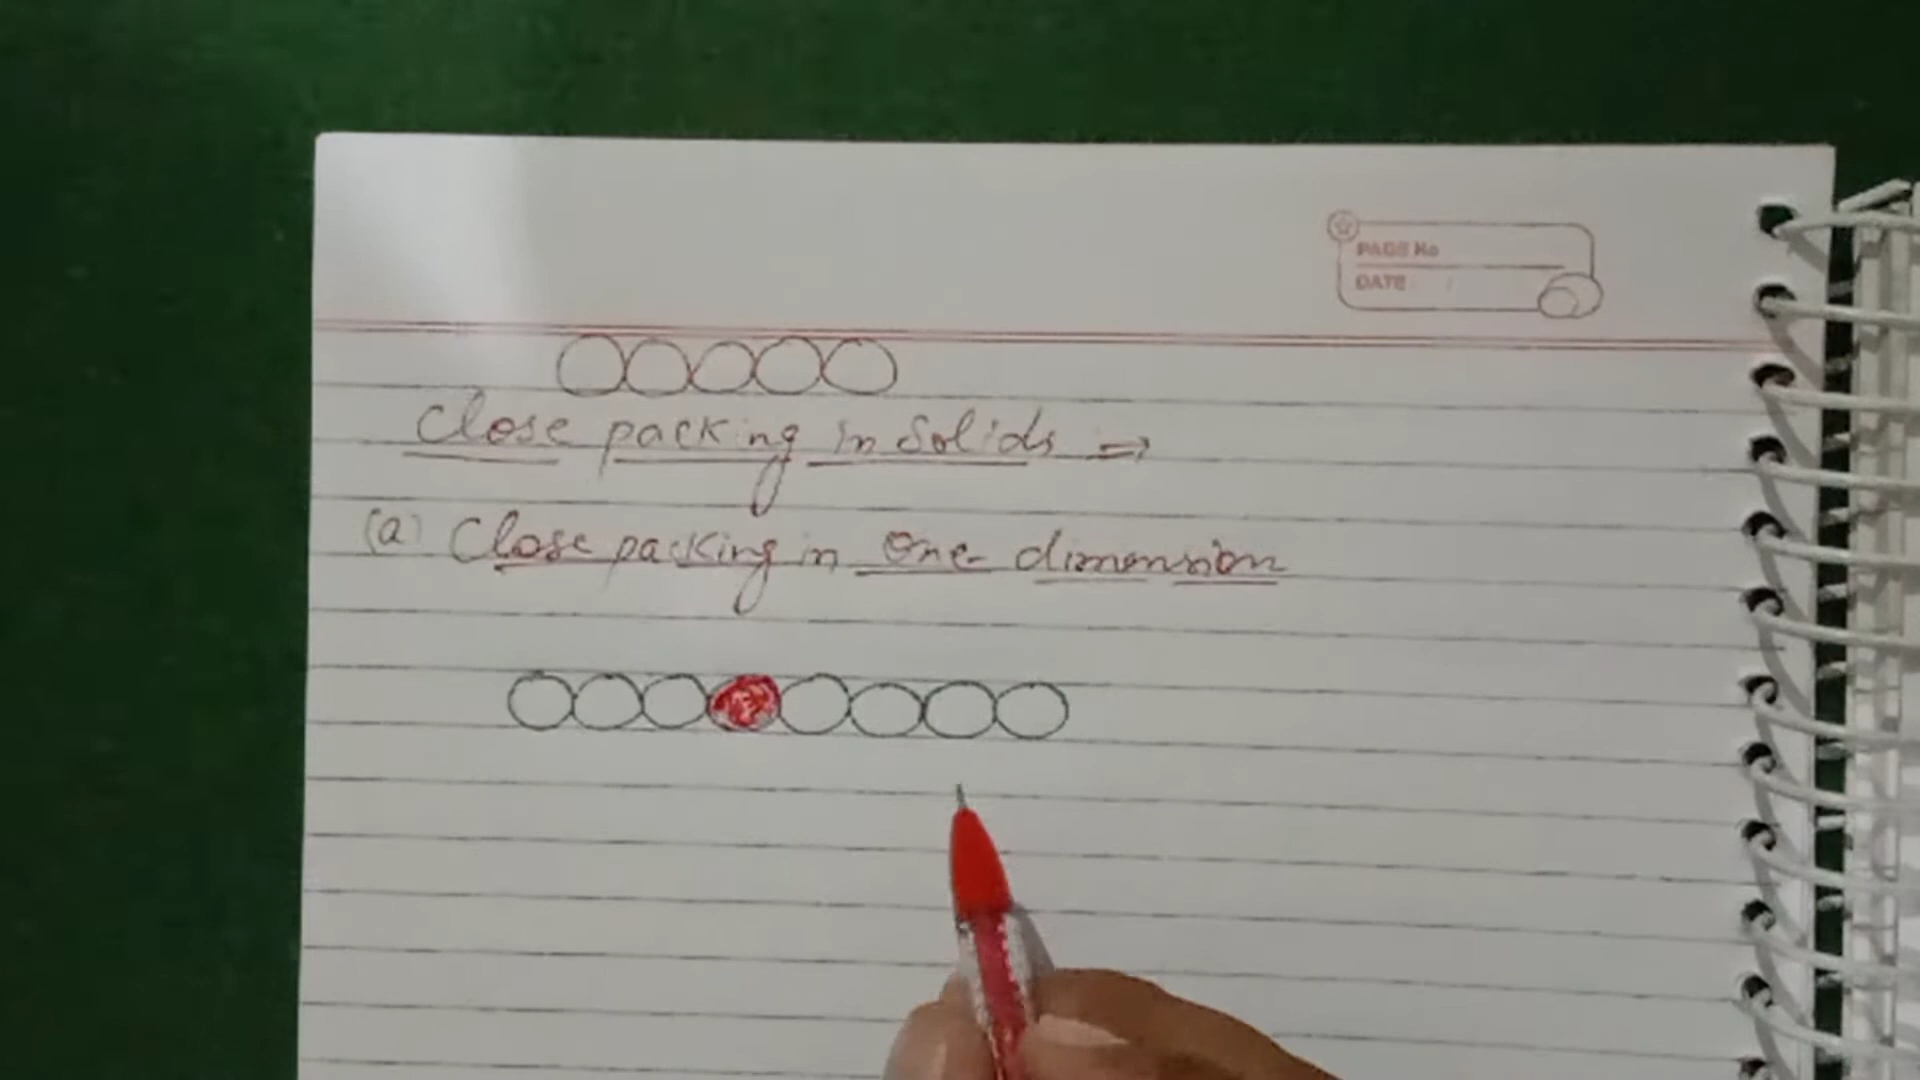 PAGE No
DATE
Close packing in Solids ⇒
(a) Close packing in One dimension